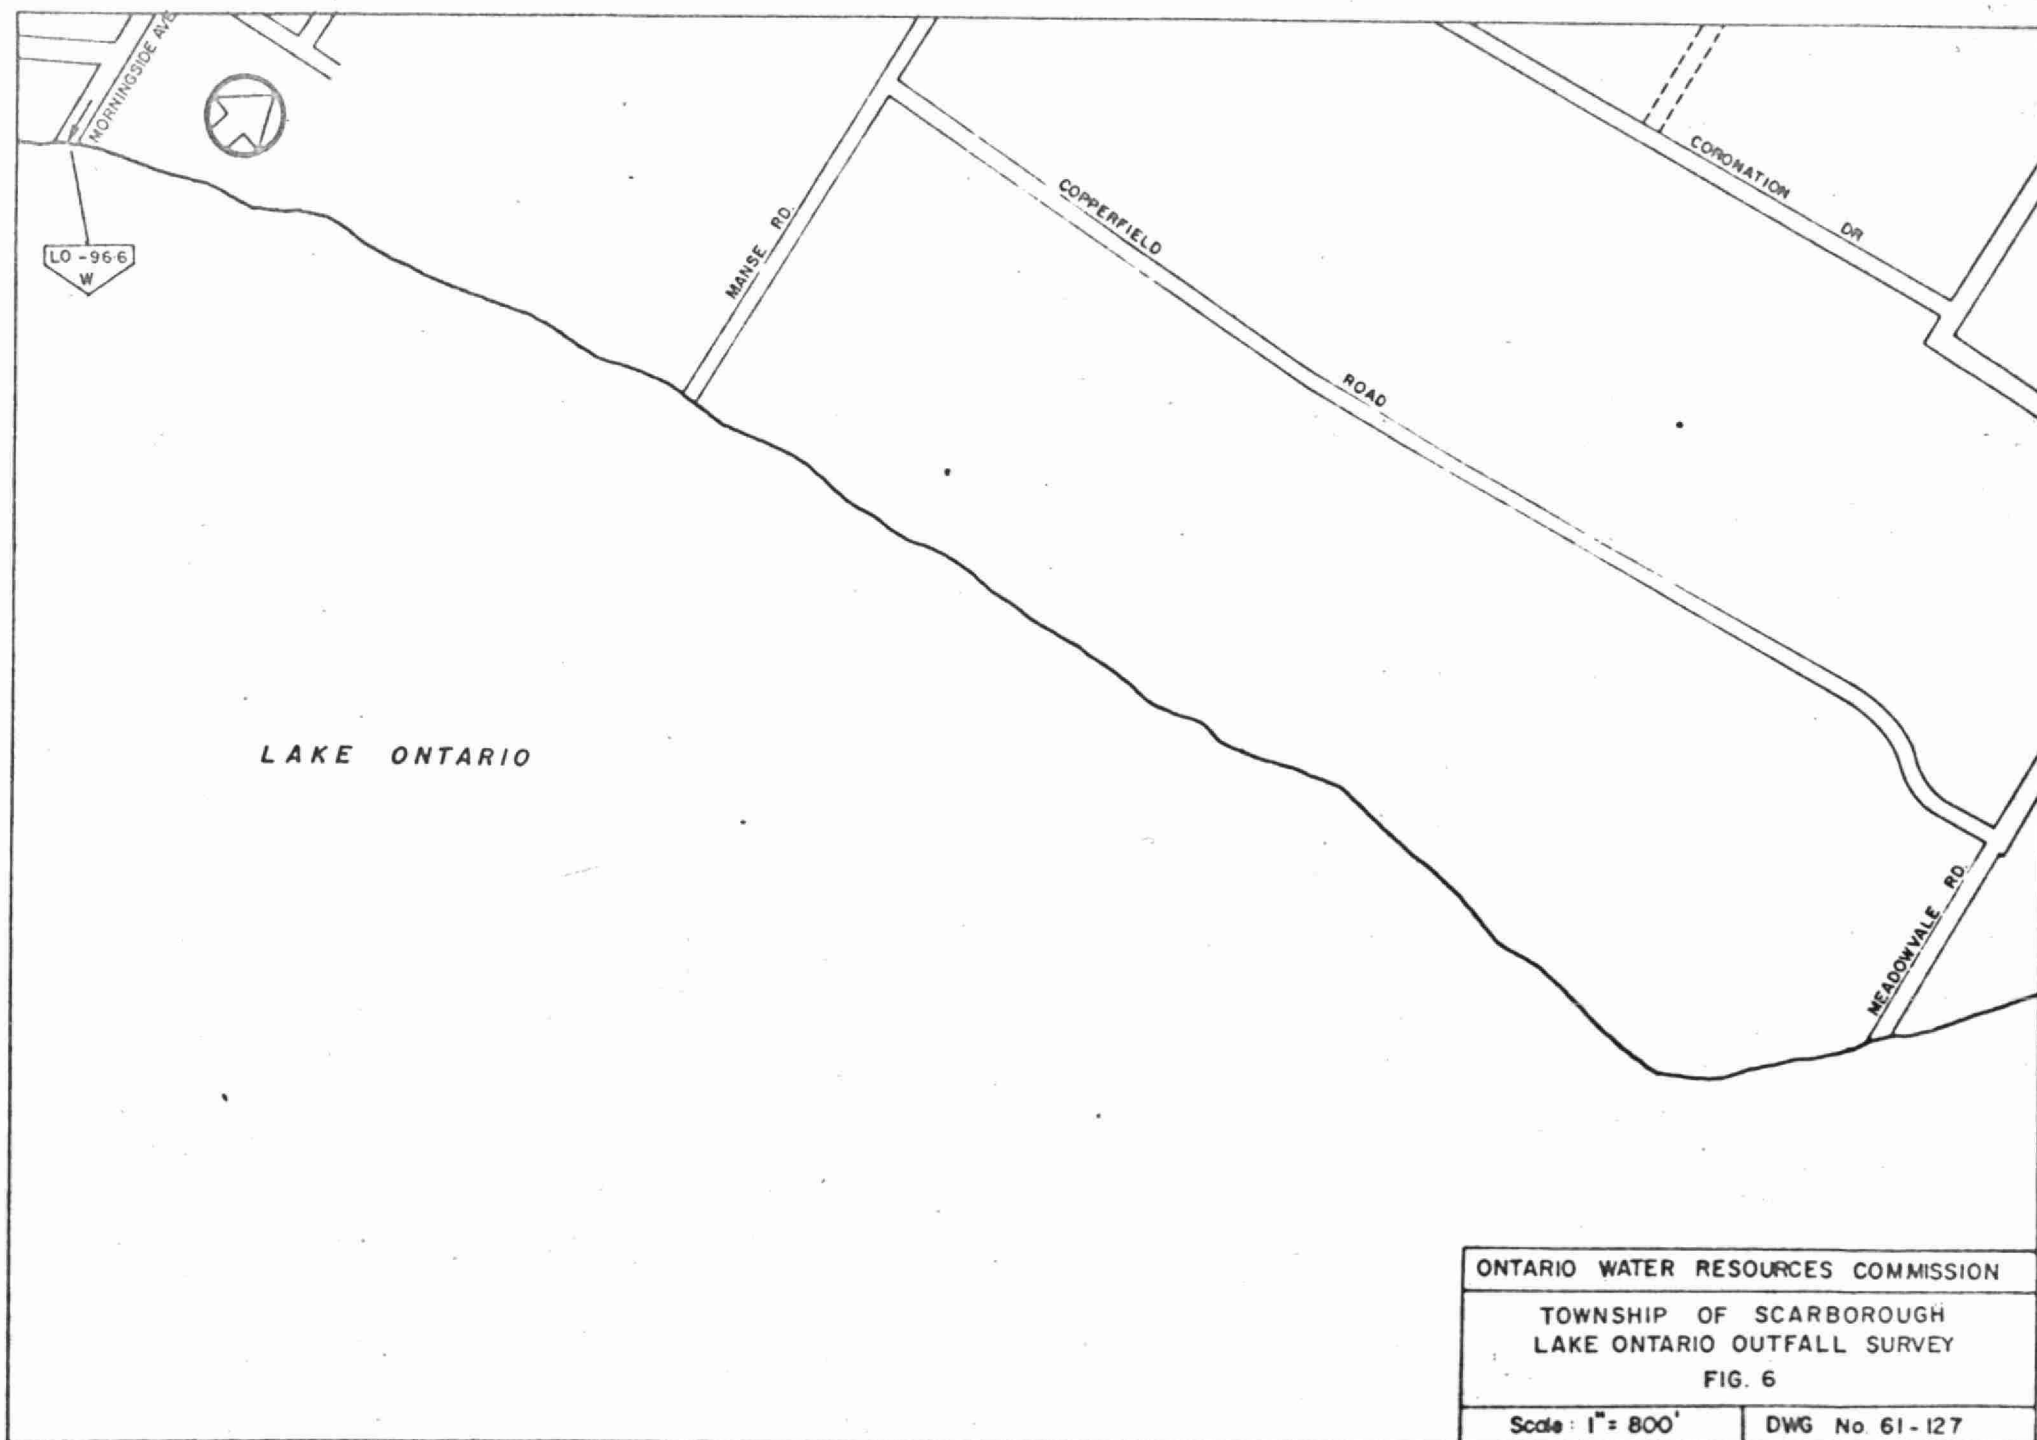 MORNINGSIDE AVE
LO - 96·6
W
MANSE RD.
COPPERFIELD
ROAD
CORONATION DR
LAKE ONTARIO
MEADOWVALE RD.
ONTARIO WATER RESOURCES COMMISSION
TOWNSHIP OF SCARBOROUGH
LAKE ONTARIO OUTFALL SURVEY
FIG. 6
Scale : 1" = 800'
DWG No. 61 - 127